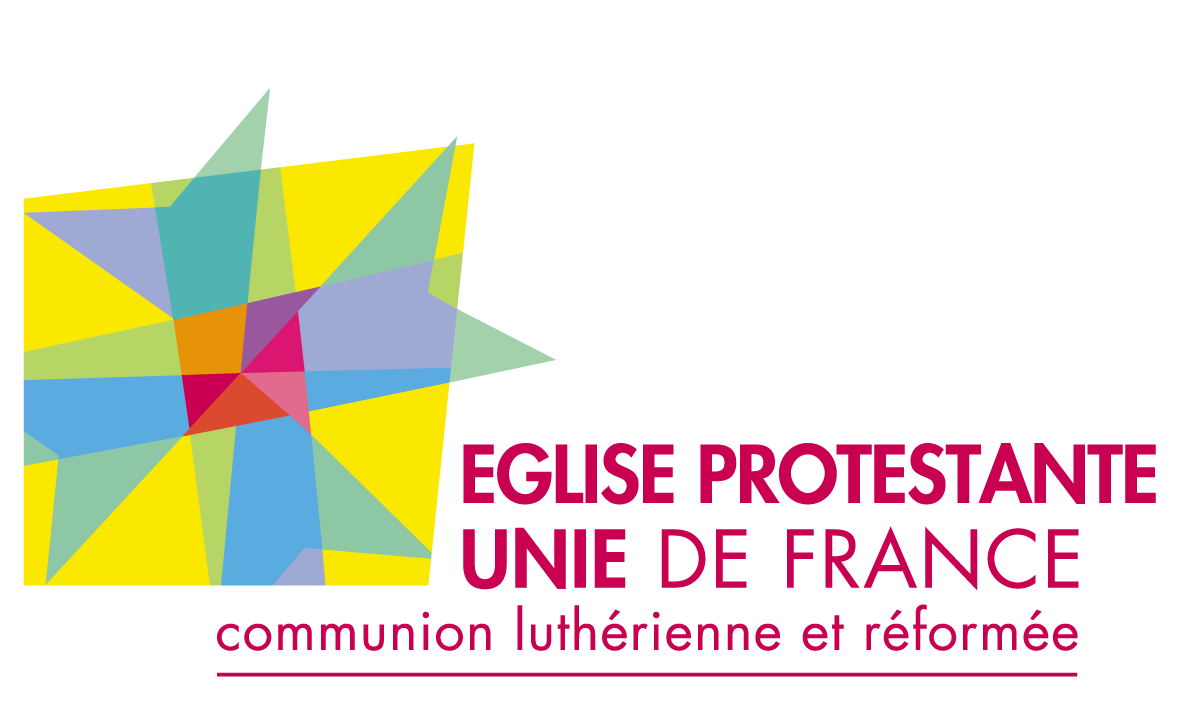 EGLISE PROTESTANTE
UNIE DE FRANCE
communion luthérienne et réformée